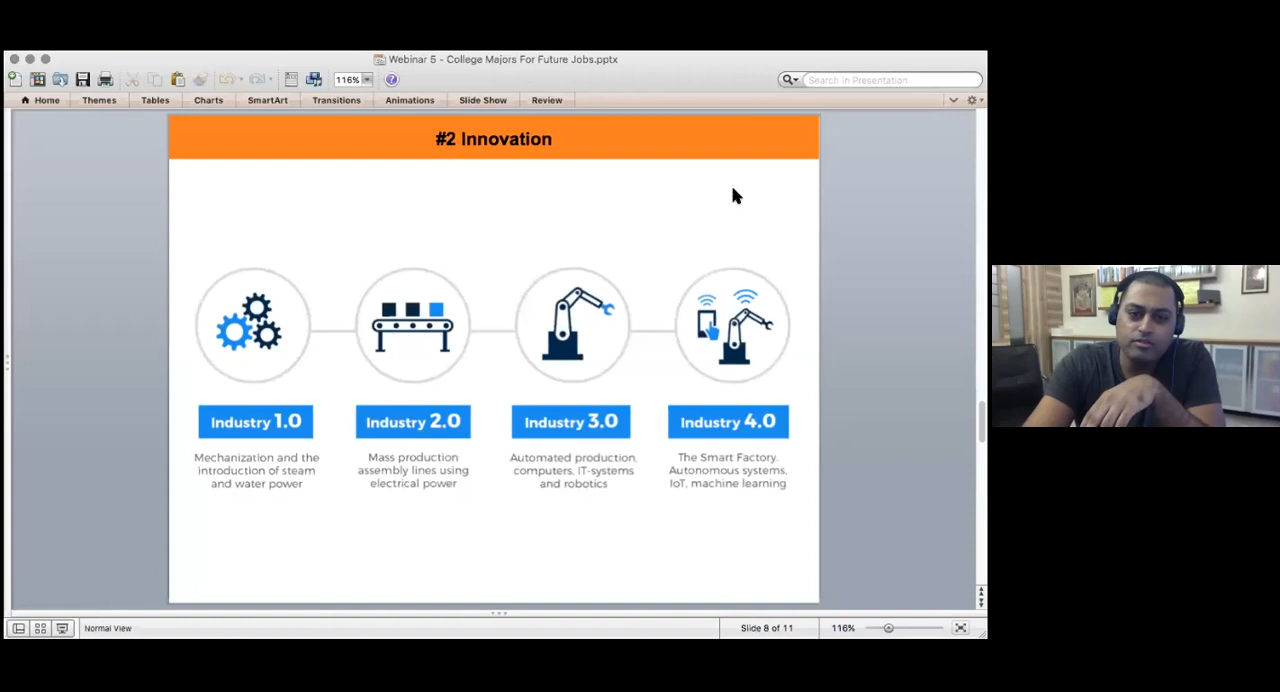 Webinar 5 - College Majors For Future Jobs.pptx
116%
Search in Presentation
Home Themes Tables Charts SmartArt Transitions Animations Slide Show Review
#2 Innovation
Industry 1.0
Mechanization and the
introduction of steam
and water power
Industry 2.0
Mass production
assembly lines using
electrical power
Industry 3.0
Automated production,
computers, IT-systems
and robotics
Industry 4.0
The Smart Factory.
Autonomous systems,
IoT, machine learning
Normal View
Slide 8 of 11
116%